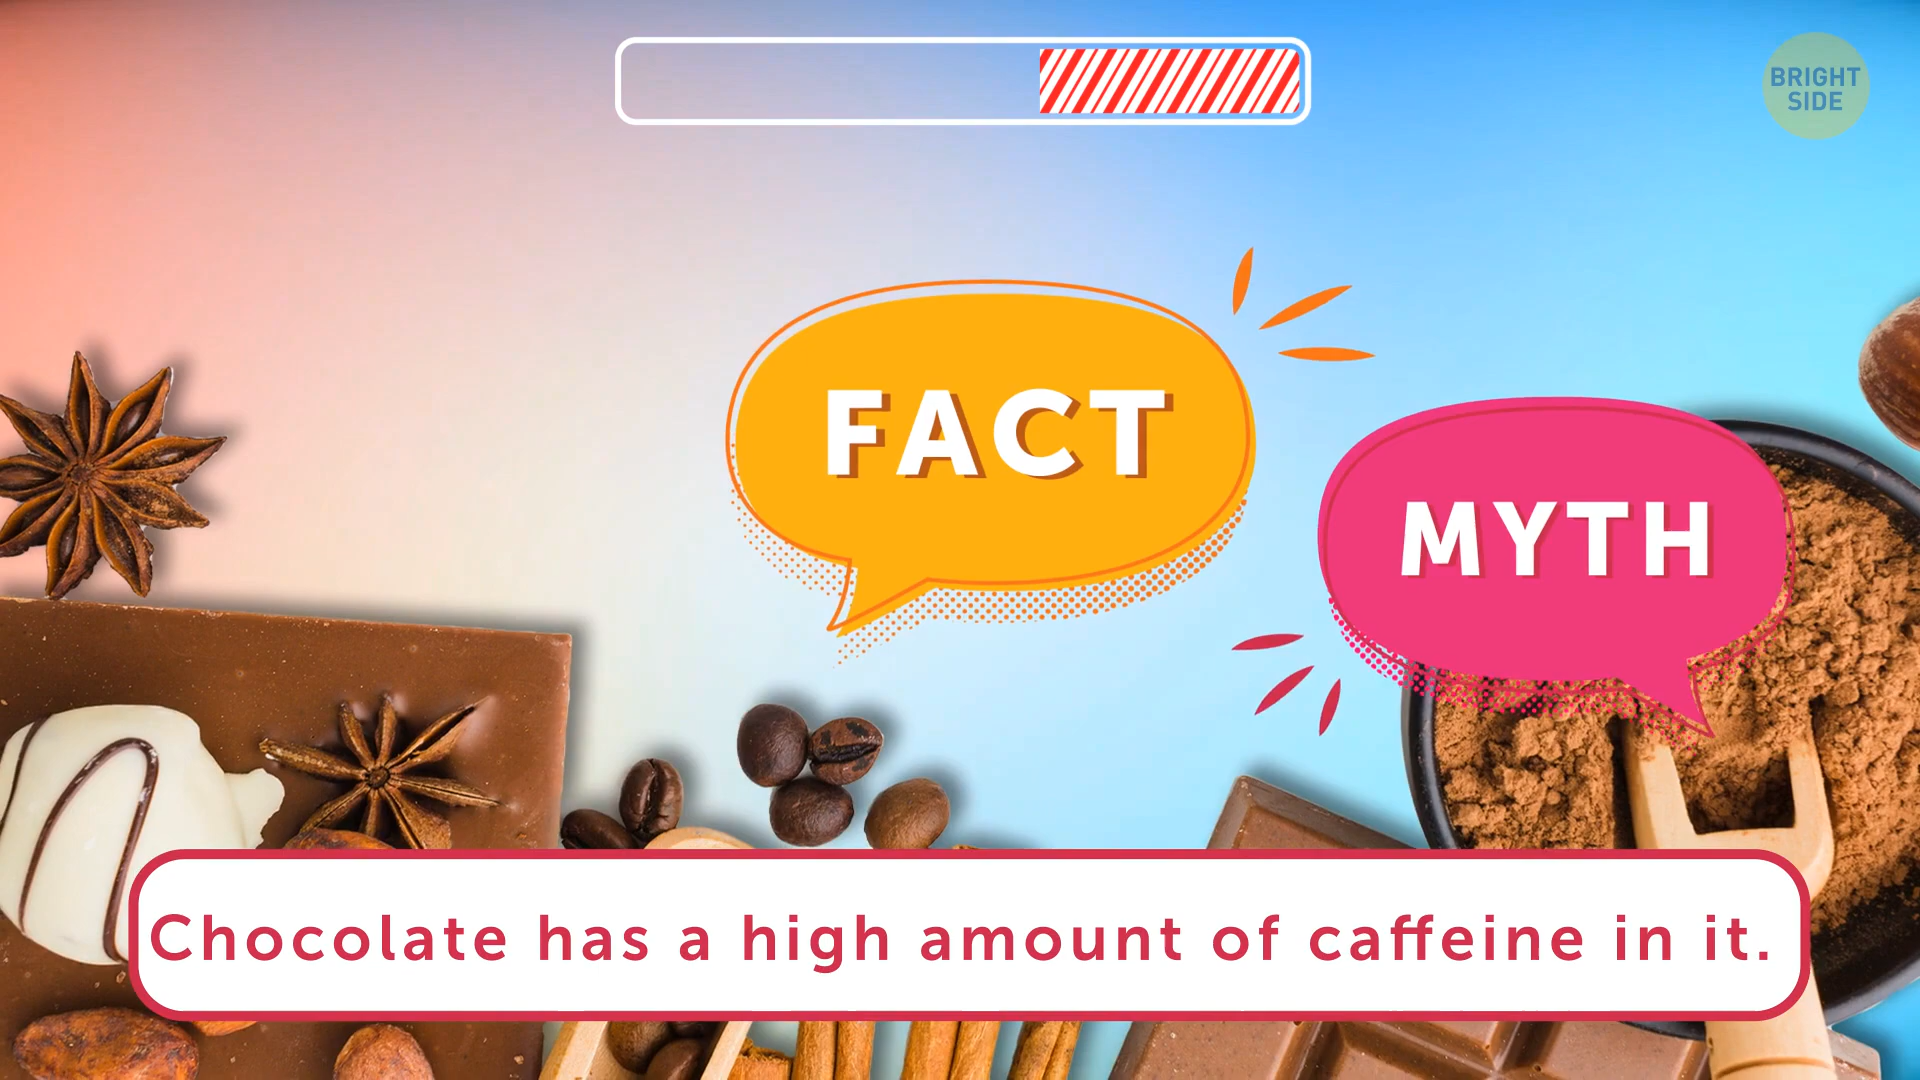 BRIGHT
SIDE
FACT
MYTH
Chocolate has a high amount of caffeine in it.